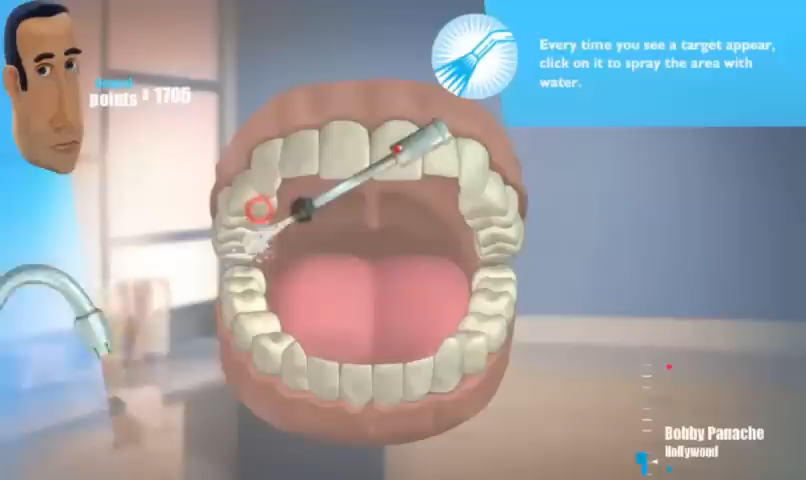 Every time you see a target appear,
click on it to spray the area with
water.
points : 1705
Bobby Panache
Hollywood